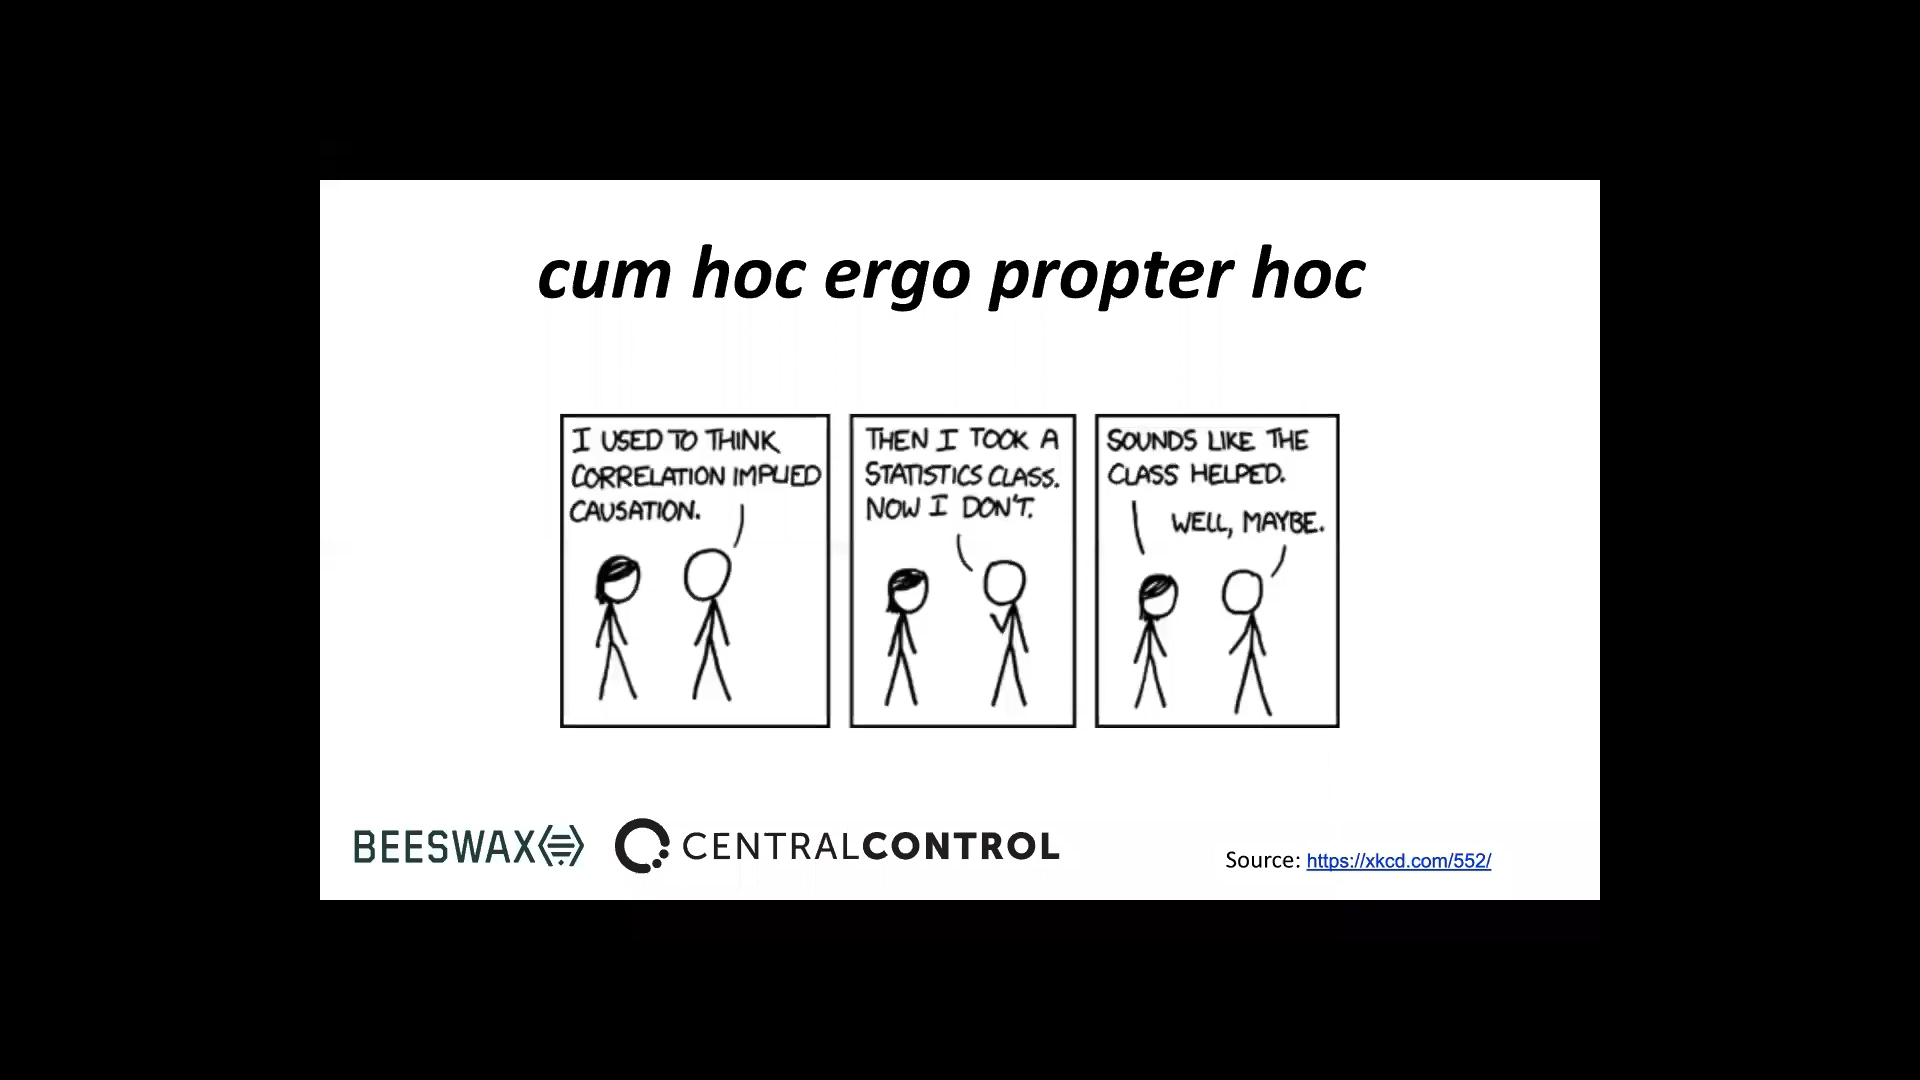 cum hoc ergo propter hoc
I USED TO THINK
CORRELATION IMPLIED
CAUSATION.
THEN I TOOK A
STATISTICS CLASS.
NOW I DON'T.
SOUNDS LIKE THE
CLASS HELPED.
WELL, MAYBE.
BEESWAX
CENTRALCONTROL
Source: https://xkcd.com/552/